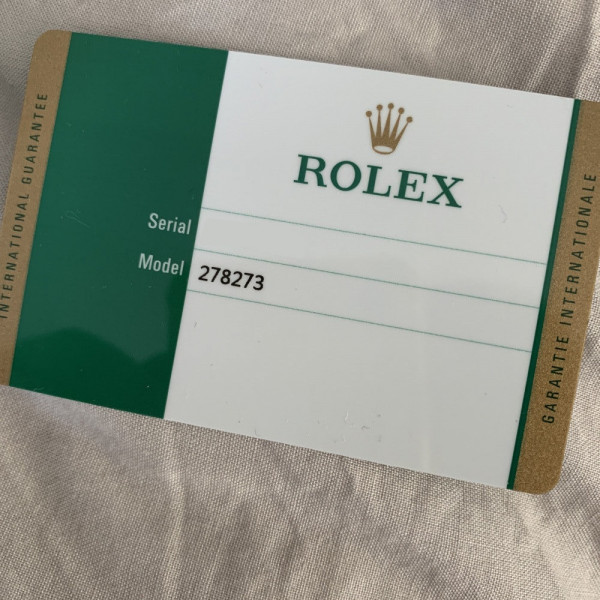 INTERNATIONAL GUARANTEE
ROLEX
Serial
Model 278273
GARANTIE INTERNATIONALE